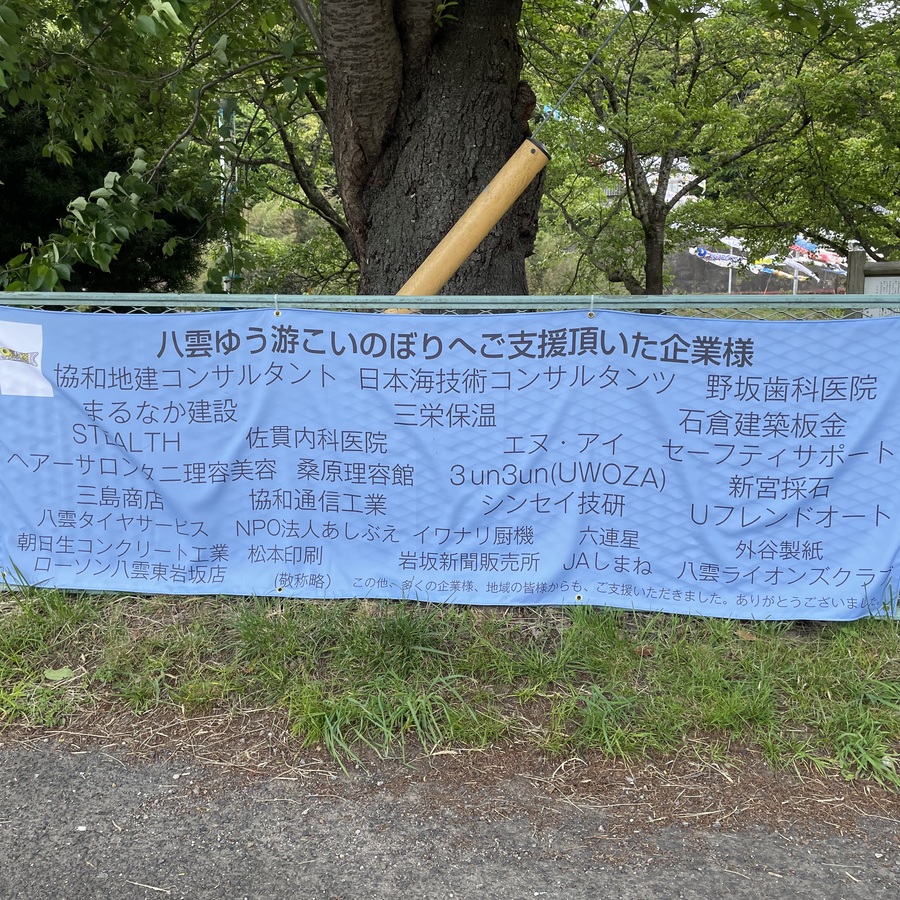 八雲ゆう游こいのぼりへご支援頂いた企業様
協和地建コンサルタント 日本海技術コンサルタンツ 野坂歯科医院
まるなか建設 三栄保温 石倉建築板金
STEALTH 佐貫内科医院 エヌ・アイ セーフティサポート
ヘアーサロンタニ理容美容 桑原理容館 3un3un(UWOZA) 新宮採石
三島商店 協和通信工業 シンセイ技研 Uフレンドオート
八雲タイヤサービス NPO法人あしぶえ イワナリ厨機 六連星 外谷製紙
朝日生コンクリート工業 松本印刷 岩坂新聞販売所 JAしまね 八雲ライオンズクラブ
ローソン八雲東岩坂店 (敬称略) この他、多くの企業様、地域の皆様からも、ご支援いただきました。ありがとうございました。